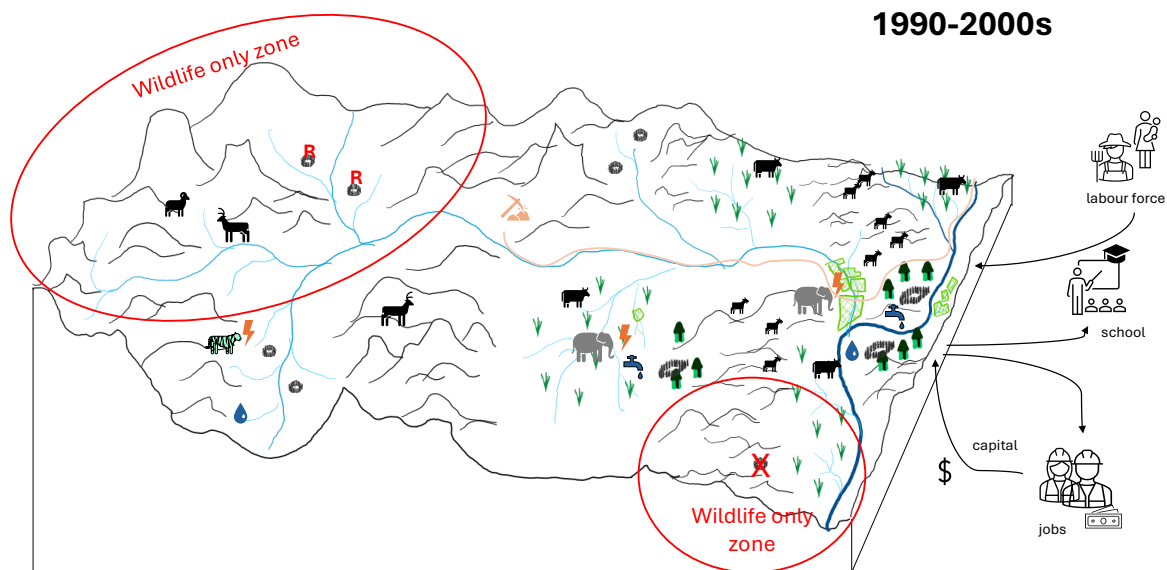 1990-2000s
Wildlife only zone
R
R
labour force
school
X
capital
$
Wildlife only
zone
jobs